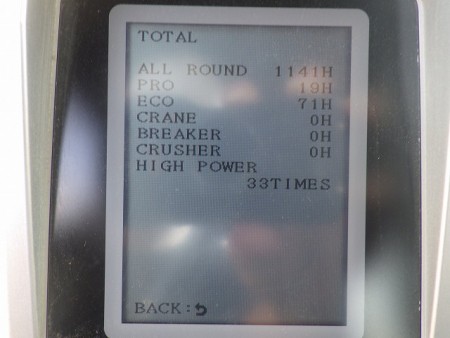 TOTAL
ALL ROUND 1141H
PRO 19H
ECO 71H
CRANE 0H
BREAKER 0H
CRUSHER 0H
HIGH POWER
33TIMES
BACK: